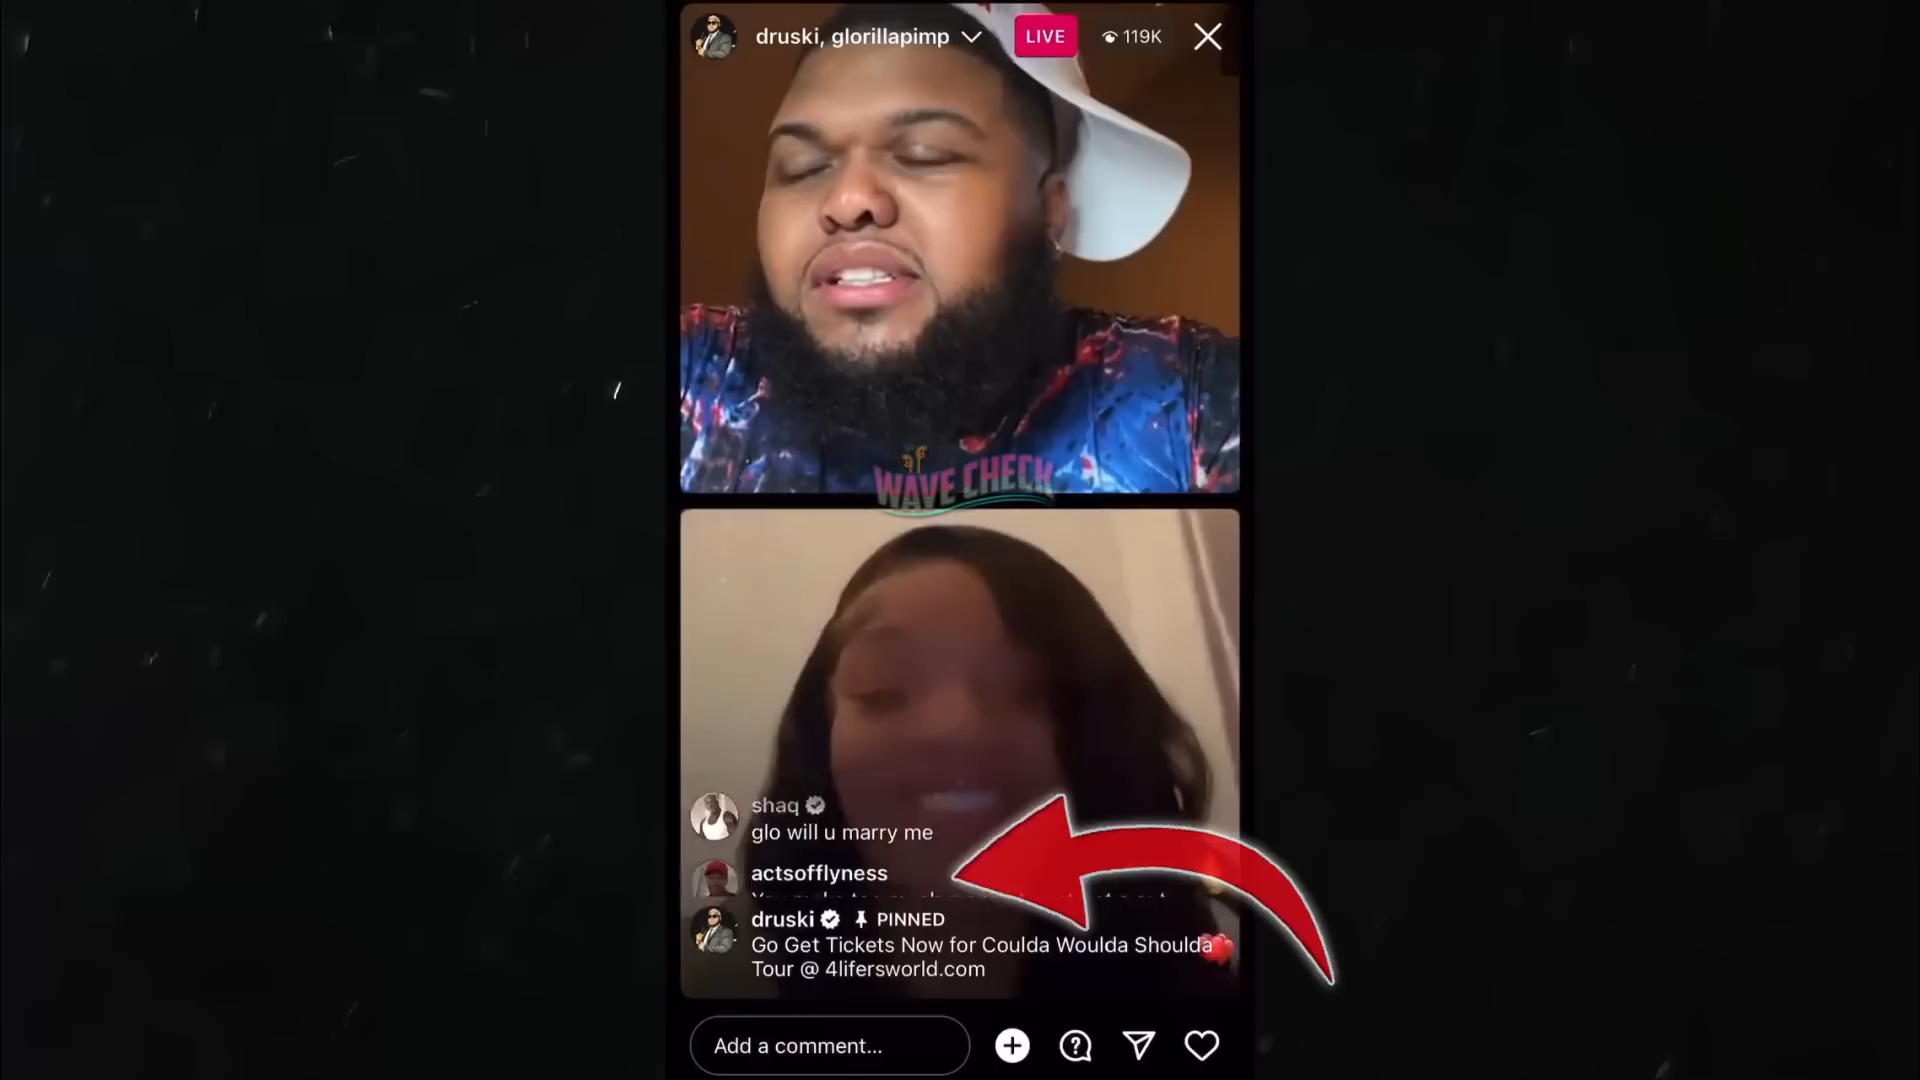 druski, glorillapimp
LIVE
119K
WAVE CHECK
shaq
glo will u marry me
actsofflyness
druski PINNED
Go Get Tickets Now for Coulda Woulda Shoulda
Tour @ 4lifersworld.com
Add a comment...